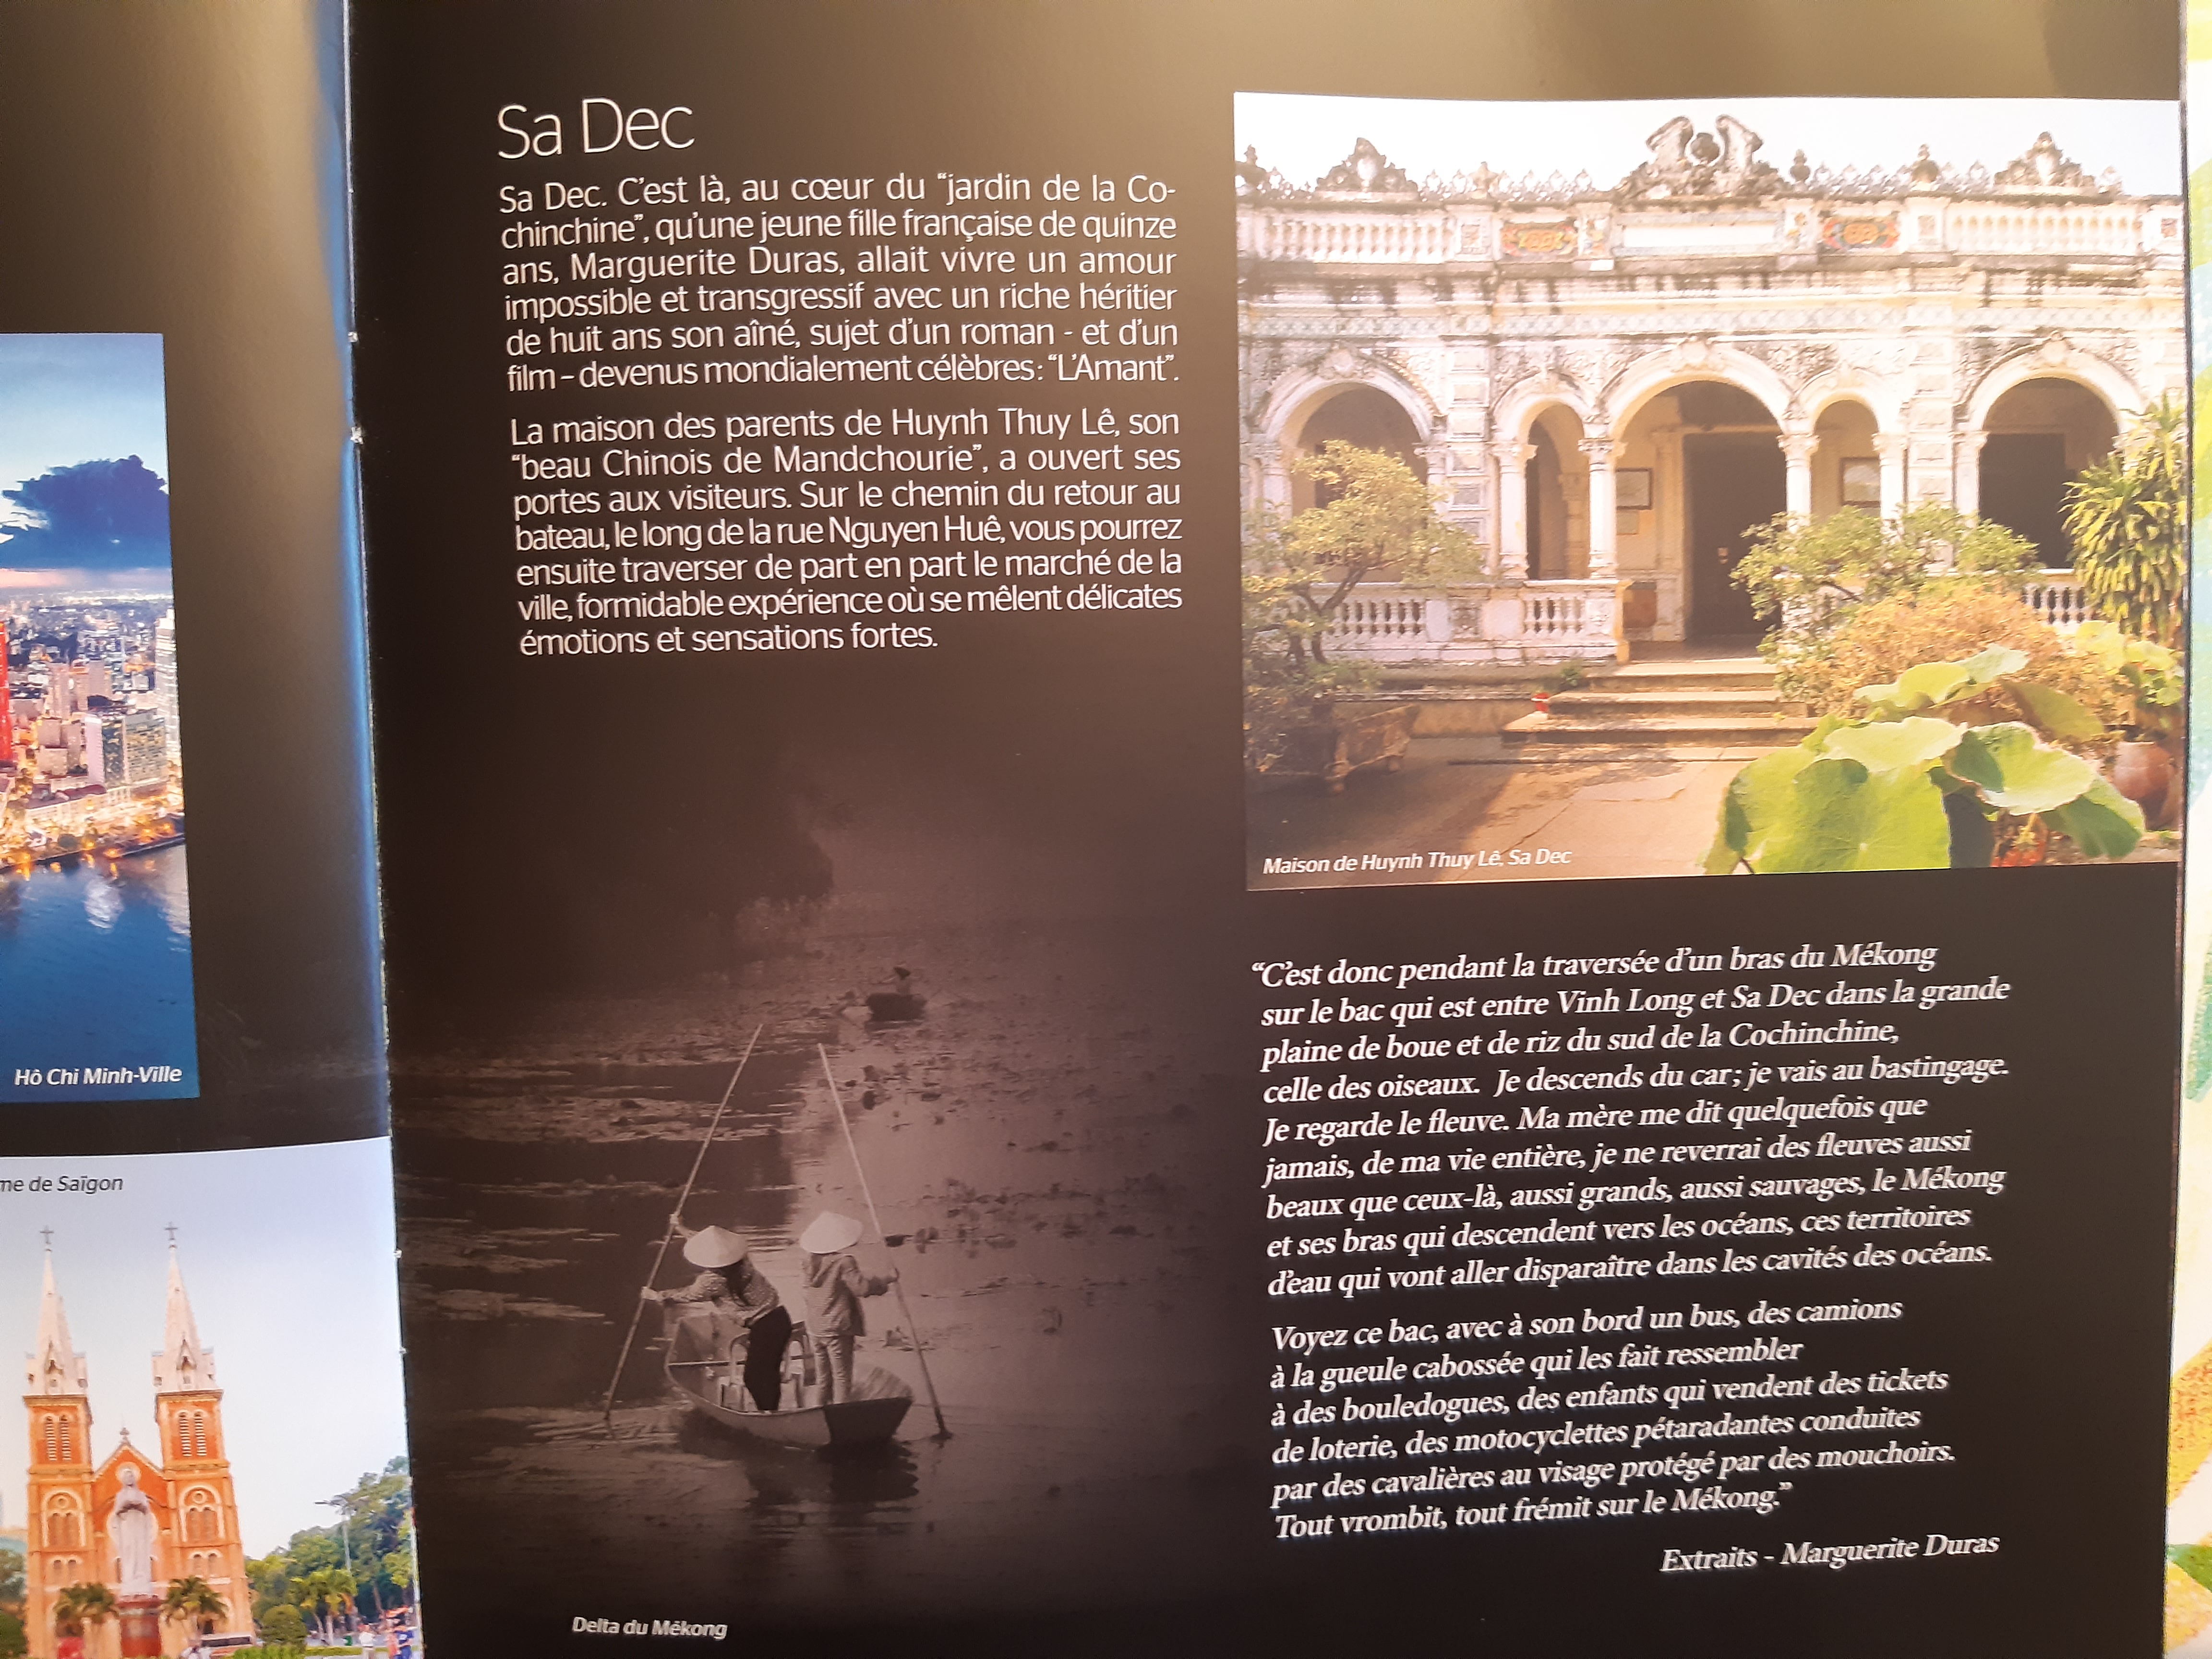 Sa Dec
Sa Dec. C'est là, au cœur du "jardin de la Co-
chinchine", qu'une jeune fille française de quinze
ans, Marguerite Duras, allait vivre un amour
impossible et transgressif avec un riche héritier
de huit ans son aîné, sujet d'un roman - et d'un
film – devenus mondialement célèbres : "L'Amant".
La maison des parents de Huynh Thuy Lê, son
"beau Chinois de Mandchourie", a ouvert ses
portes aux visiteurs. Sur le chemin du retour au
bateau, le long de la rue Nguyen Huê, vous pourrez
ensuite traverser de part en part le marché de la
ville, formidable expérience où se mêlent délicates
émotions et sensations fortes.
Delta du Mékong
Maison de Huynh Thuy Lê, Sa Dec
"C'est donc pendant la traversée d'un bras du Mékong
sur le bac qui est entre Vinh Long et Sa Dec dans la grande
plaine de boue et de riz du sud de la Cochinchine,
celle des oiseaux. Je descends du car ; je vais au bastingage.
Je regarde le fleuve. Ma mère me dit quelquefois que
jamais, de ma vie entière, je ne reverrai des fleuves aussi
beaux que ceux-là, aussi grands, aussi sauvages, le Mékong
et ses bras qui descendent vers les océans, ces territoires
d'eau qui vont aller disparaître dans les cavités des océans.
Voyez ce bac, avec à son bord un bus, des camions
à la gueule cabossée qui les fait ressembler
à des bouledogues, des enfants qui vendent des tickets
de loterie, des motocyclettes pétaradantes conduites
par des cavalières au visage protégé par des mouchoirs.
Tout vrombit, tout frémit sur le Mékong."
Extraits - Marguerite Duras
Hô Chi Minh-Ville
me de Saïgon